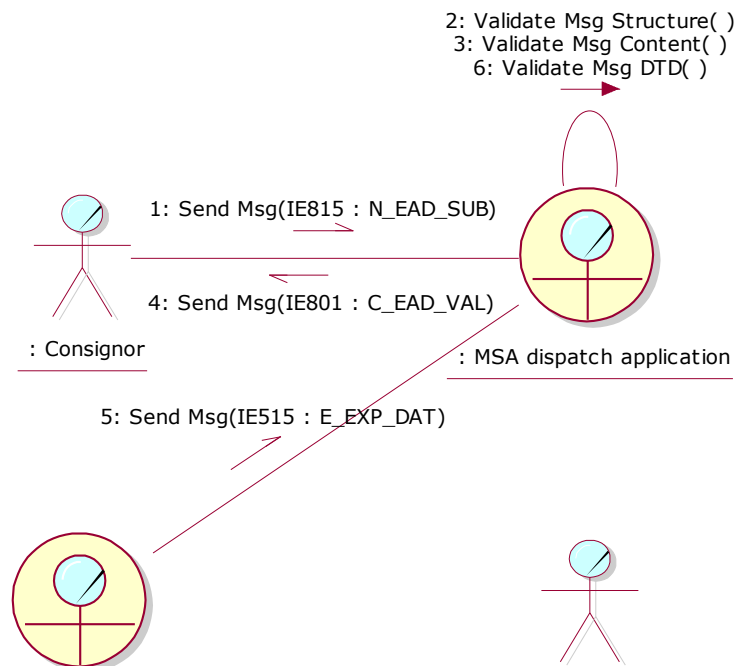 2: Validate Msg Structure( )
3: Validate Msg Content( )
6: Validate Msg DTD( )
1: Send Msg(IE815 : N_EAD_SUB)
4: Send Msg(IE801 : C_EAD_VAL)
: Consignor
: MSA dispatch application
5: Send Msg(IE515 : E_EXP_DAT)